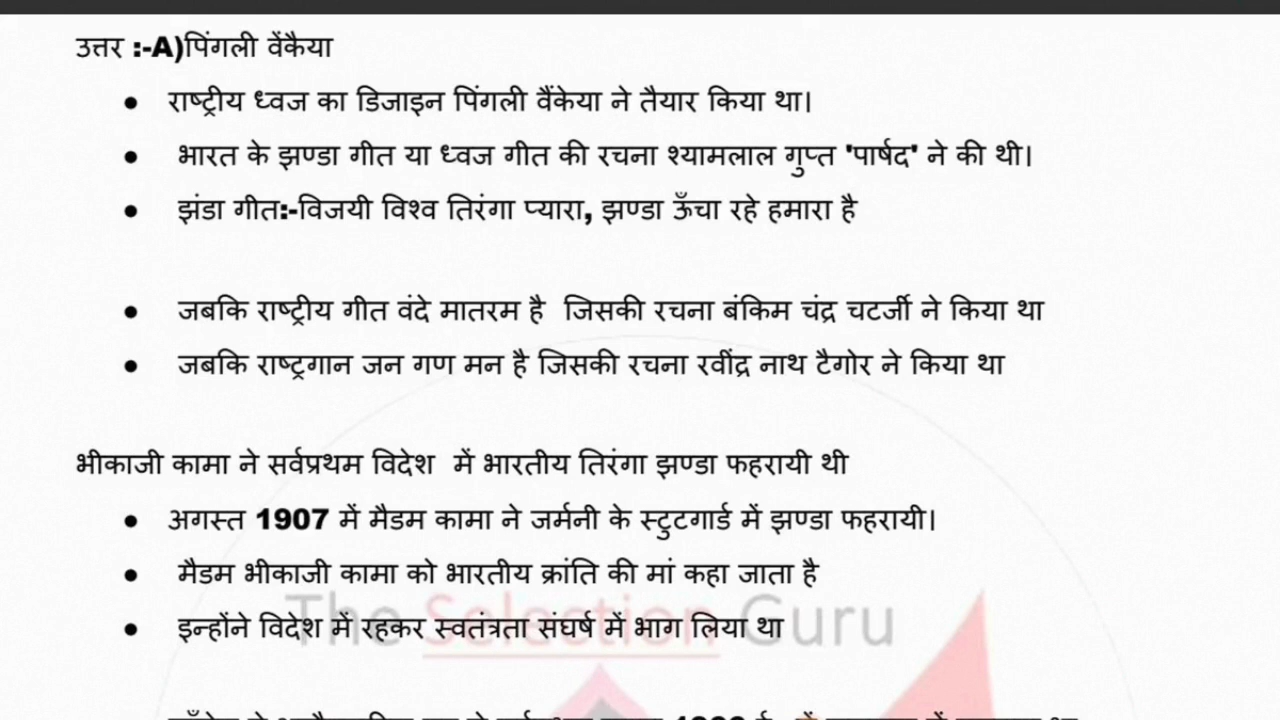 उत्तर :-A)पिंगली वेंकैया
● राष्ट्रीय ध्वज का डिजाइन पिंगली वैंकेया ने तैयार किया था।
● भारत के झण्डा गीत या ध्वज गीत की रचना श्यामलाल गुप्त 'पार्षद' ने की थी।
● झंडा गीत:-विजयी विश्व तिरंगा प्यारा, झण्डा ऊँचा रहे हमारा है
● जबकि राष्ट्रीय गीत वंदे मातरम है जिसकी रचना बंकिम चंद्र चटर्जी ने किया था
● जबकि राष्ट्रगान जन गण मन है जिसकी रचना रवींद्र नाथ टैगोर ने किया था
भीकाजी कामा ने सर्वप्रथम विदेश में भारतीय तिरंगा झण्डा फहरायी थी
● अगस्त 1907 में मैडम कामा ने जर्मनी के स्टुटगार्ड में झण्डा फहरायी।
● मैडम भीकाजी कामा को भारतीय क्रांति की मां कहा जाता है
The Selection Guru
● इन्होंने विदेश में रहकर स्वतंत्रता संघर्ष में भाग लिया था